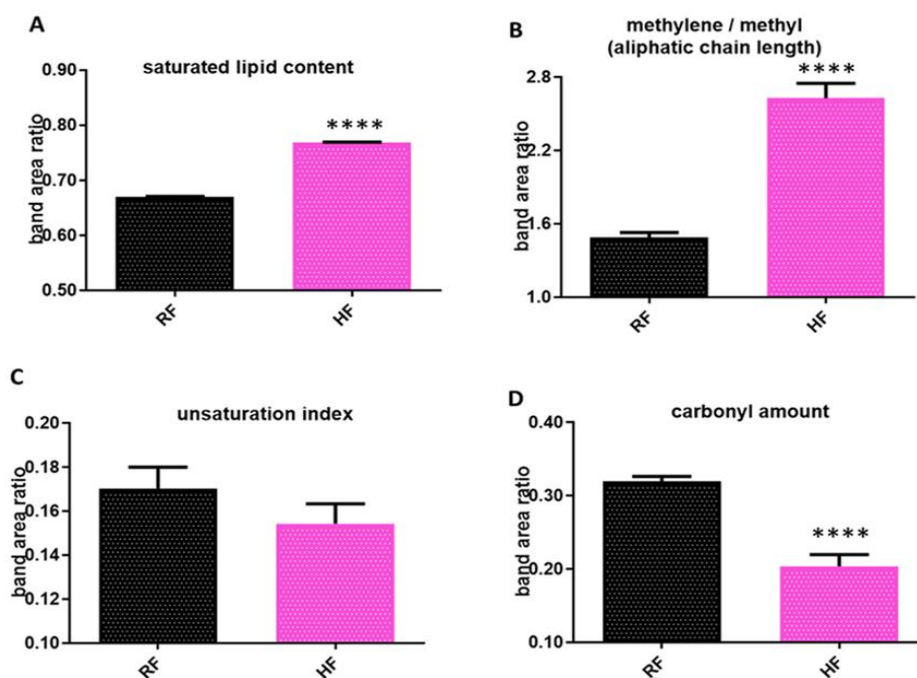 A
saturated lipid content
band area ratio
0.90
0.80
0.70
0.60
0.50
****
RF
HF
B
methylene / methyl
(aliphatic chain length)
band area ratio
2.8
2.2
1.6
1.0
****
RF
HF
C
unsaturation index
band area ratio
0.20
0.18
0.16
0.14
0.12
0.10
RF
HF
D
carbonyl amount
band area ratio
0.40
0.30
0.20
0.10
****
RF
HF